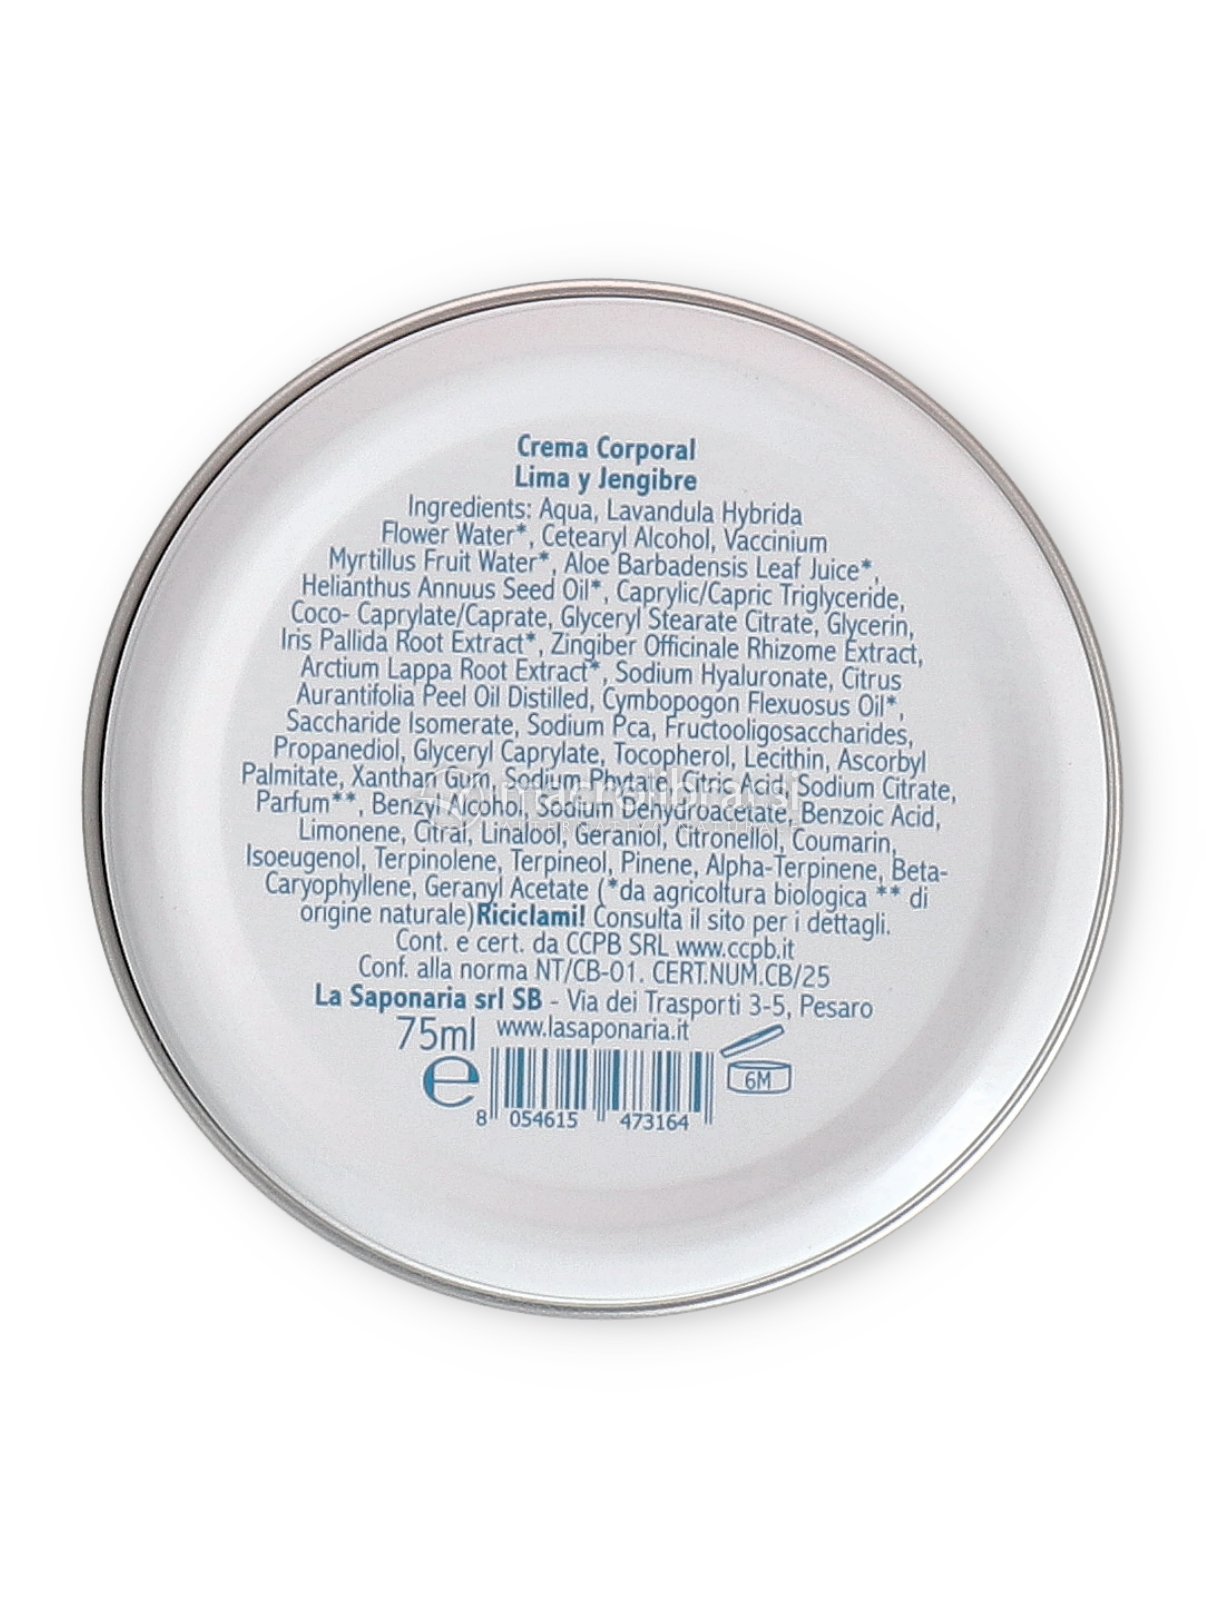 Crema Corporal
Lima y Jengibre
Ingredients: Aqua, Lavandula Hybrida
Flower Water*, Cetearyl Alcohol, Vaccinium
Myrtillus Fruit Water*, Aloe Barbadensis Leaf Juice*,
Helianthus Annuus Seed Oil*, Caprylic/Capric Triglyceride,
Coco- Caprylate/Caprate, Glyceryl Stearate Citrate, Glycerin,
Iris Pallida Root Extract*, Zingiber Officinale Rhizome Extract,
Arctium Lappa Root Extract*, Sodium Hyaluronate, Citrus
Aurantifolia Peel Oil Distilled, Cymbopogon Flexuosus Oil*,
Saccharide Isomerate, Sodium Pca, Fructooligosaccharides,
Propanediol, Glyceryl Caprylate, Tocopherol, Lecithin, Ascorbyl
Palmitate, Xanthan Gum, Sodium Phytate, Citric Acid, Sodium Citrate,
Parfum**, Benzyl Alcohol, Sodium Dehydroacetate, Benzoic Acid,
Limonene, Citral, Linalool, Geraniol, Citronellol, Coumarin,
Isoeugenol, Terpinolene, Terpineol, Pinene, Alpha-Terpinene, Beta-
Caryophyllene, Geranyl Acetate (*da agricoltura biologica ** di
origine naturale)Riciclami! Consulta il sito per i dettagli.
Cont. e cert. da CCPB SRL www.ccpb.it
Conf. alla norma NT/CB-01. CERT.NUM.CB/25
La Saponaria srl SB - Via dei Trasporti 3-5, Pesaro
75ml www.lasaponaria.it
e
6M
8 054615 473164